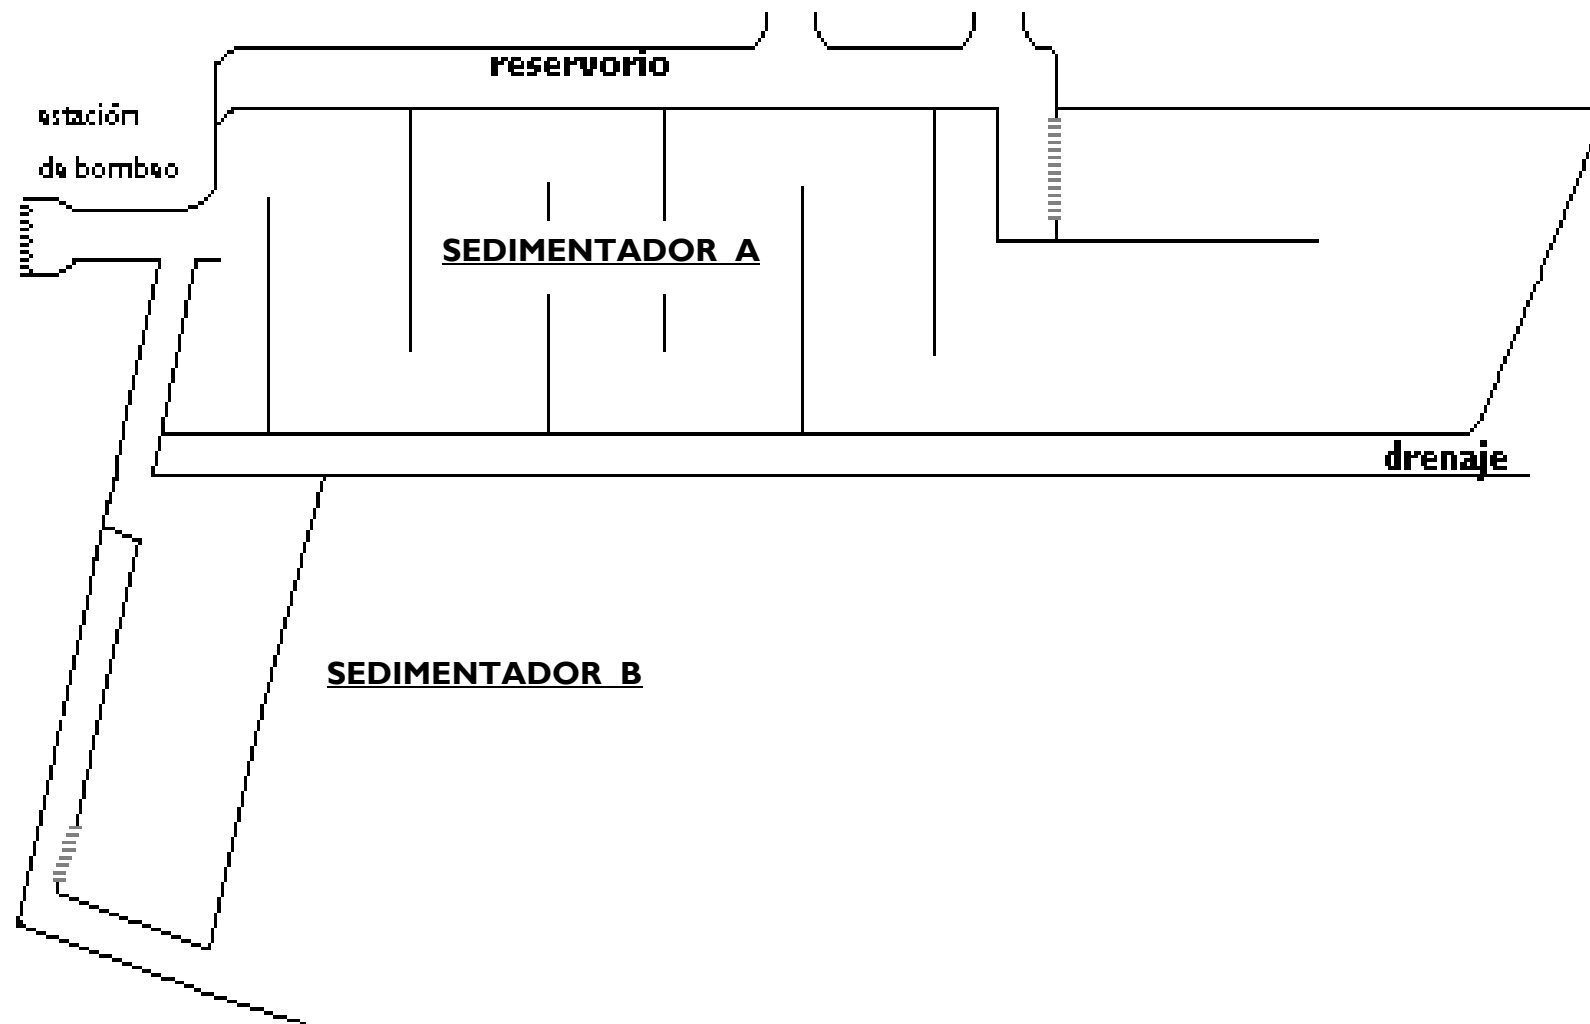 reservorio
estación
de bombeo
SEDIMENTADOR A
drenaje
SEDIMENTADOR B